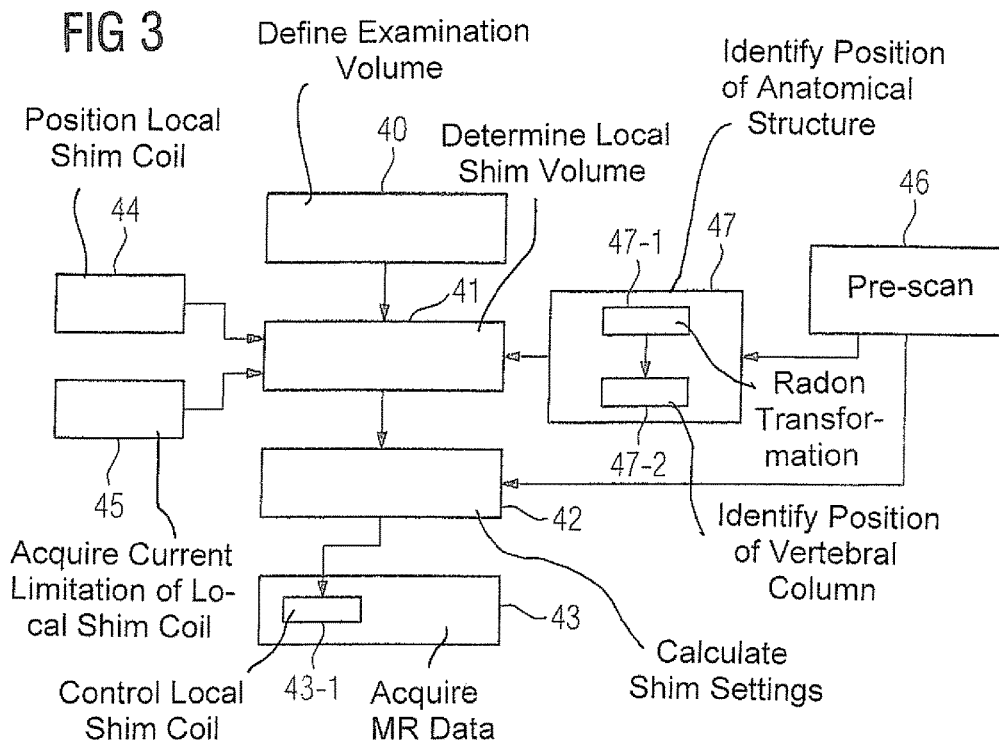 FIG 3
Define Examination
Volume
Identify Position
of Anatomical
Structure
Position Local
Shim Coil
Determine Local
Shim Volume
40
44
46
47-1
47
Pre-scan
41
Radon
Transfor-
mation
47-2
45
42
Acquire Current
Limitation of Lo-
cal Shim Coil
Identify Position
of Vertebral
Column
43
Control Local
Shim Coil
43-1
Acquire
MR Data
Calculate
Shim Settings